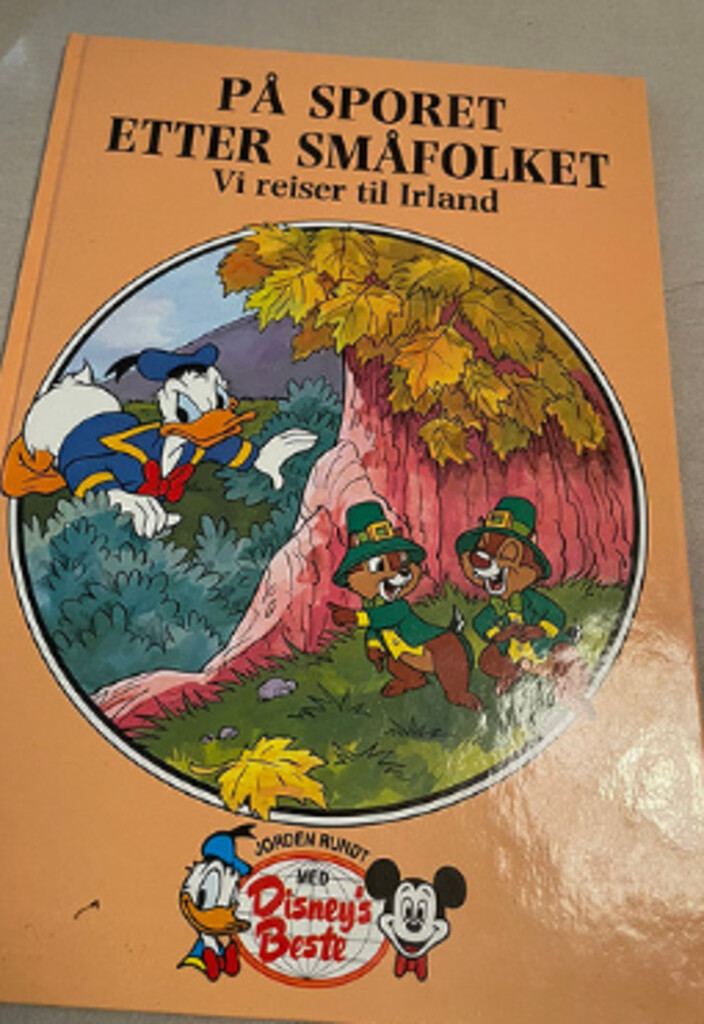 PÅ SPORET
ETTER SMÅFOLKET
Vi reiser til Irland
JORDEN RUNDT
MED
Disney's
Beste